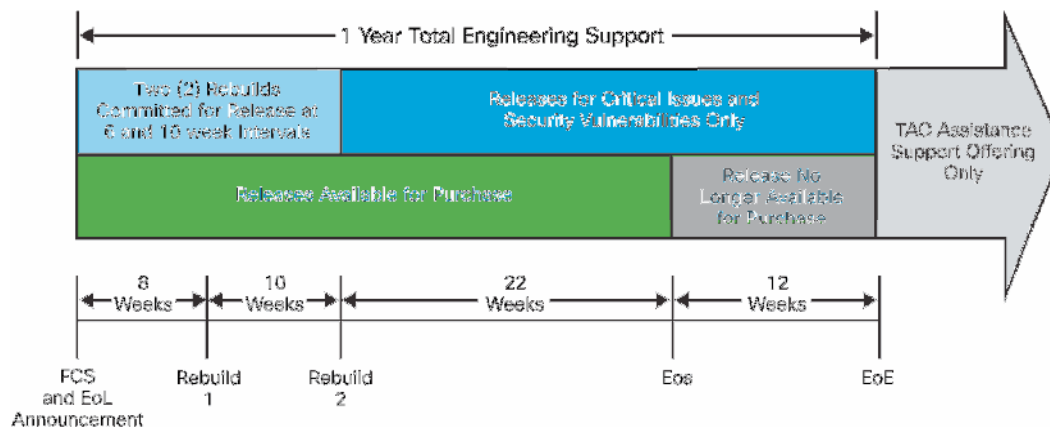 1 Year Total Engineering Support
Two (2) Rebuilds
Committed for Release at
6 and 10 week Intervals
Releases for Critical Issues and
Security Vulnerabilities Only
TAC Assistance
Support Offering
Only
Releases Available for Purchase
Release No
Longer Available
for Purchase
8
Weeks
10
Weeks
22
Weeks
12
Weeks
FCS
and EoL
Announcement
Rebuild
1
Rebuild
2
Eos
EoE